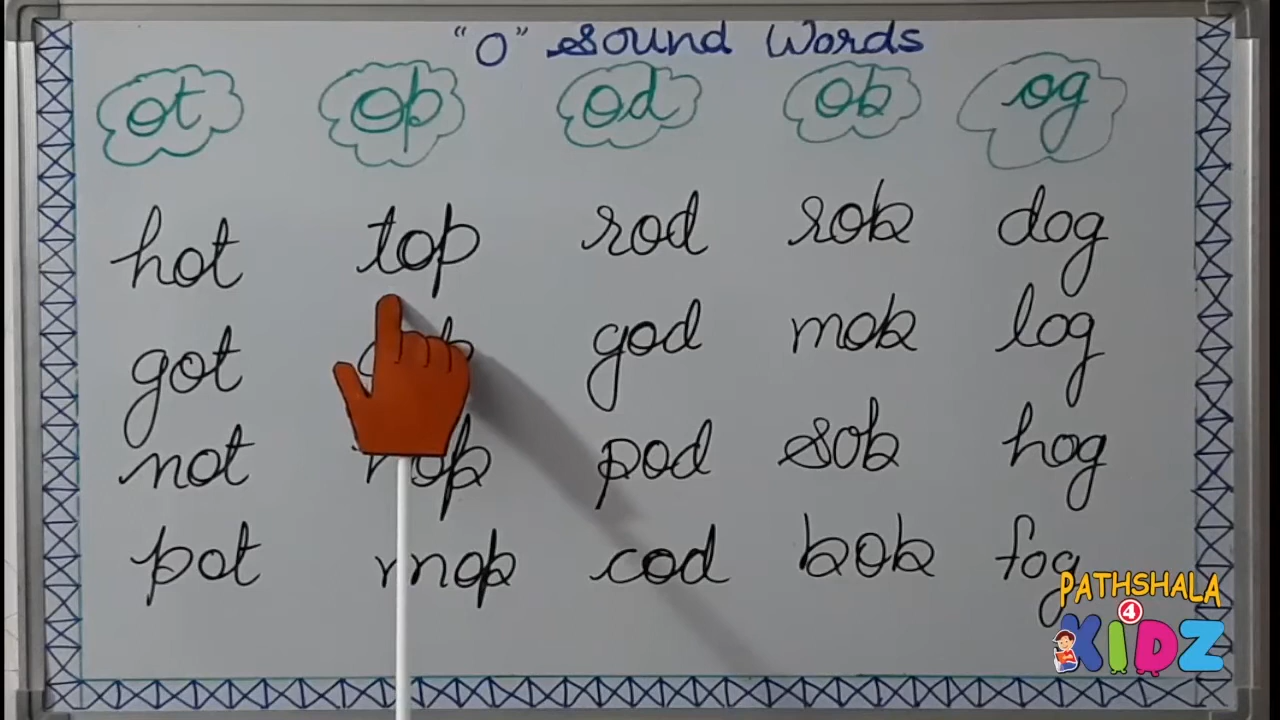 "O" Sound Words
ot op od ob og
hot top rod rob dog
got god mob log
not pod sob hog
pot mop cod bob fog
PATHSHALA
4
KIDZ